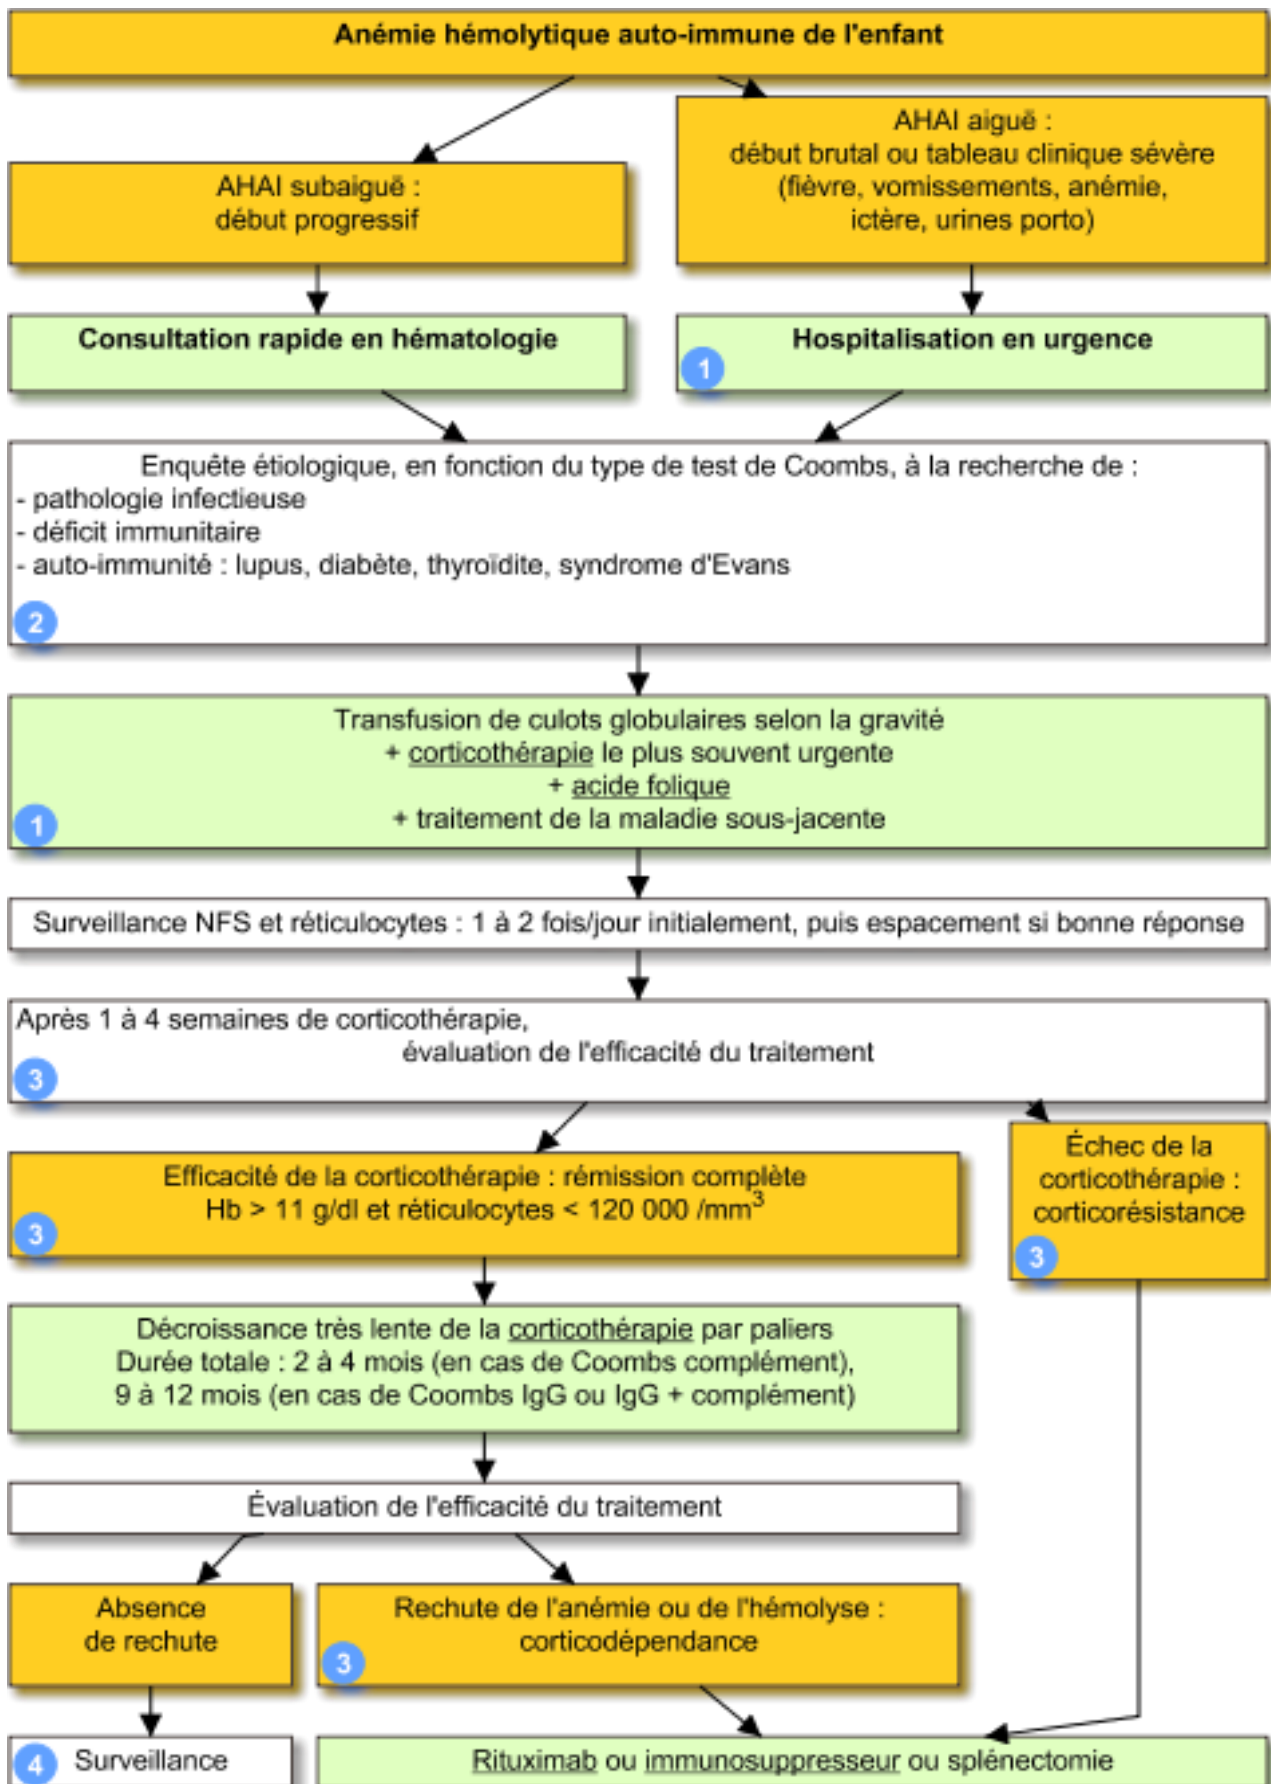 Anémie hémolytique auto-immune de l'enfant
AHAI subaiguë :
début progressif
AHAI aiguë :
début brutal ou tableau clinique sévère
(fièvre, vomissements, anémie,
ictère, urines porto)
Consultation rapide en hématologie
Hospitalisation en urgence
1
Enquête étiologique, en fonction du type de test de Coombs, à la recherche de :
- pathologie infectieuse
- déficit immunitaire
- auto-immunité : lupus, diabète, thyroïdite, syndrome d'Evans
2
Transfusion de culots globulaires selon la gravité
+ corticothérapie le plus souvent urgente
+ acide folique
+ traitement de la maladie sous-jacente
1
Surveillance NFS et réticulocytes : 1 à 2 fois/jour initialement, puis espacement si bonne réponse
Après 1 à 4 semaines de corticothérapie,
évaluation de l'efficacité du traitement
3
Efficacité de la corticothérapie : rémission complète
Hb > 11 g/dl et réticulocytes < 120 000 /mm³
3
Échec de la
corticothérapie :
corticorésistance
3
Décroissance très lente de la corticothérapie par paliers
Durée totale : 2 à 4 mois (en cas de Coombs complément),
9 à 12 mois (en cas de Coombs IgG ou IgG + complément)
Évaluation de l'efficacité du traitement
Absence
de rechute
Rechute de l'anémie ou de l'hémolyse :
corticodépendance
3
4 Surveillance
Rituximab ou immunosuppresseur ou splénectomie